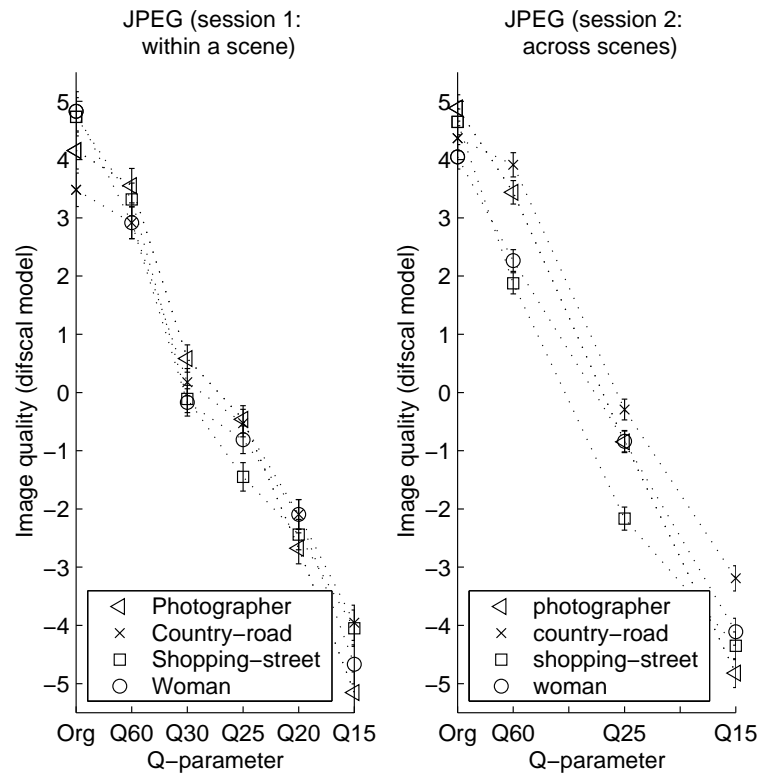 JPEG (session 1:
within a scene)
Image quality (difscal model)
5
4
3
2
1
0
−1
−2
−3
−4
−5
Photographer
Country−road
Shopping−street
Woman
Org Q60 Q30 Q25 Q20 Q15
Q−parameter
JPEG (session 2:
across scenes)
Image quality (difscal model)
5
4
3
2
1
0
−1
−2
−3
−4
−5
photographer
country−road
shopping−street
woman
Org Q60 Q25 Q15
Q−parameter